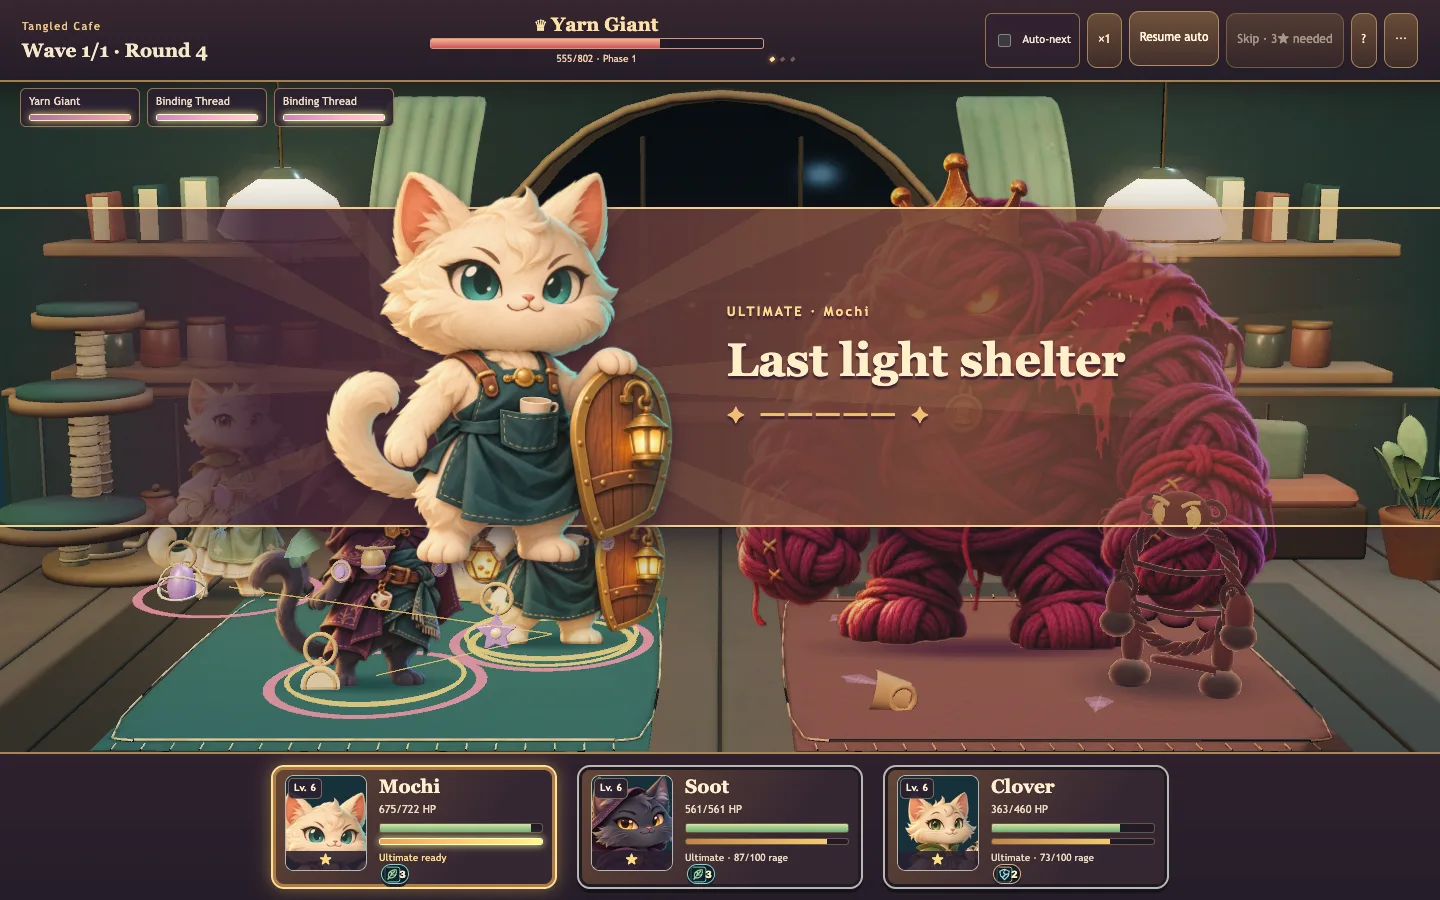 Tangled Cafe
Wave 1/1 · Round 4
Yarn Giant
555/802 · Phase 1
Auto-next
×1
Resume auto
Skip · 3★ needed
?
...
Yarn Giant
Binding Thread
Binding Thread
ULTIMATE · Mochi
Last light shelter
Lv. 6
Mochi
675/722 HP
Ultimate ready
3
Lv. 6
Soot
561/561 HP
Ultimate · 87/100 rage
3
Lv. 6
Clover
363/460 HP
Ultimate · 73/100 rage
2